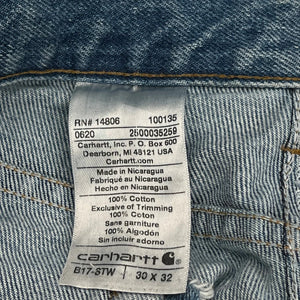 RN# 14806 100135
0620 2500035259
Carhartt, Inc. P.O. Box 600
Dearborn, MI 48121 USA
Carhartt.com
Made in Nicaragua
Fabriqué au Nicaragua
Hecho en Nicaragua
100% Cotton
Exclusive of Trimming
100% Coton
Sans garniture
100% Algodón
Sin incluir adorno
carhartt
B17-STW 30 X 32